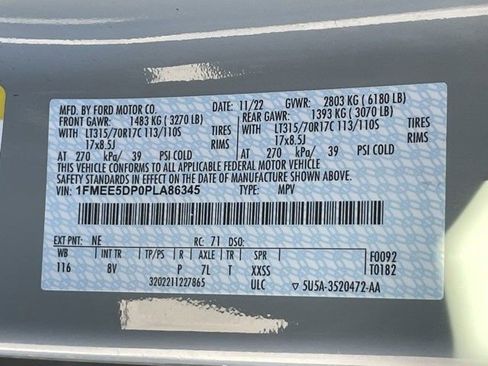 MFD. BY FORD MOTOR CO. 11/22 GVWR: 2803 KG ( 6180 LB)
FRONT GAWR: 1483 KG ( 3270 LB) REAR GAWR: 1393 KG ( 3070 LB)
WITH LT315/70R17C 113/110S TIRES WITH LT315/70R17C 113/110S TIRES
17x8.5J RIMS 17x8.5J RIMS
AT 270 kPa/ 39 PSI COLD AT 270 kPa/ 39 PSI COLD
THIS VEHICLE CONFORMS TO ALL APPLICABLE FEDERAL MOTOR VEHICLE
SAFETY STANDARDS IN EFFECT ON THE DATE OF MANUFACTURE SHOWN ABOVE.
VIN: 1FMEE5DP0PLA86345 TYPE: MPV
EXT PNT: NE RC: 71 DSO: F0092
WB INT TR TP/PS R AXLE TR SPR T0182
116 8V P 7L T XXSS
3202211227865 ULC 5U5A-3520472-AA